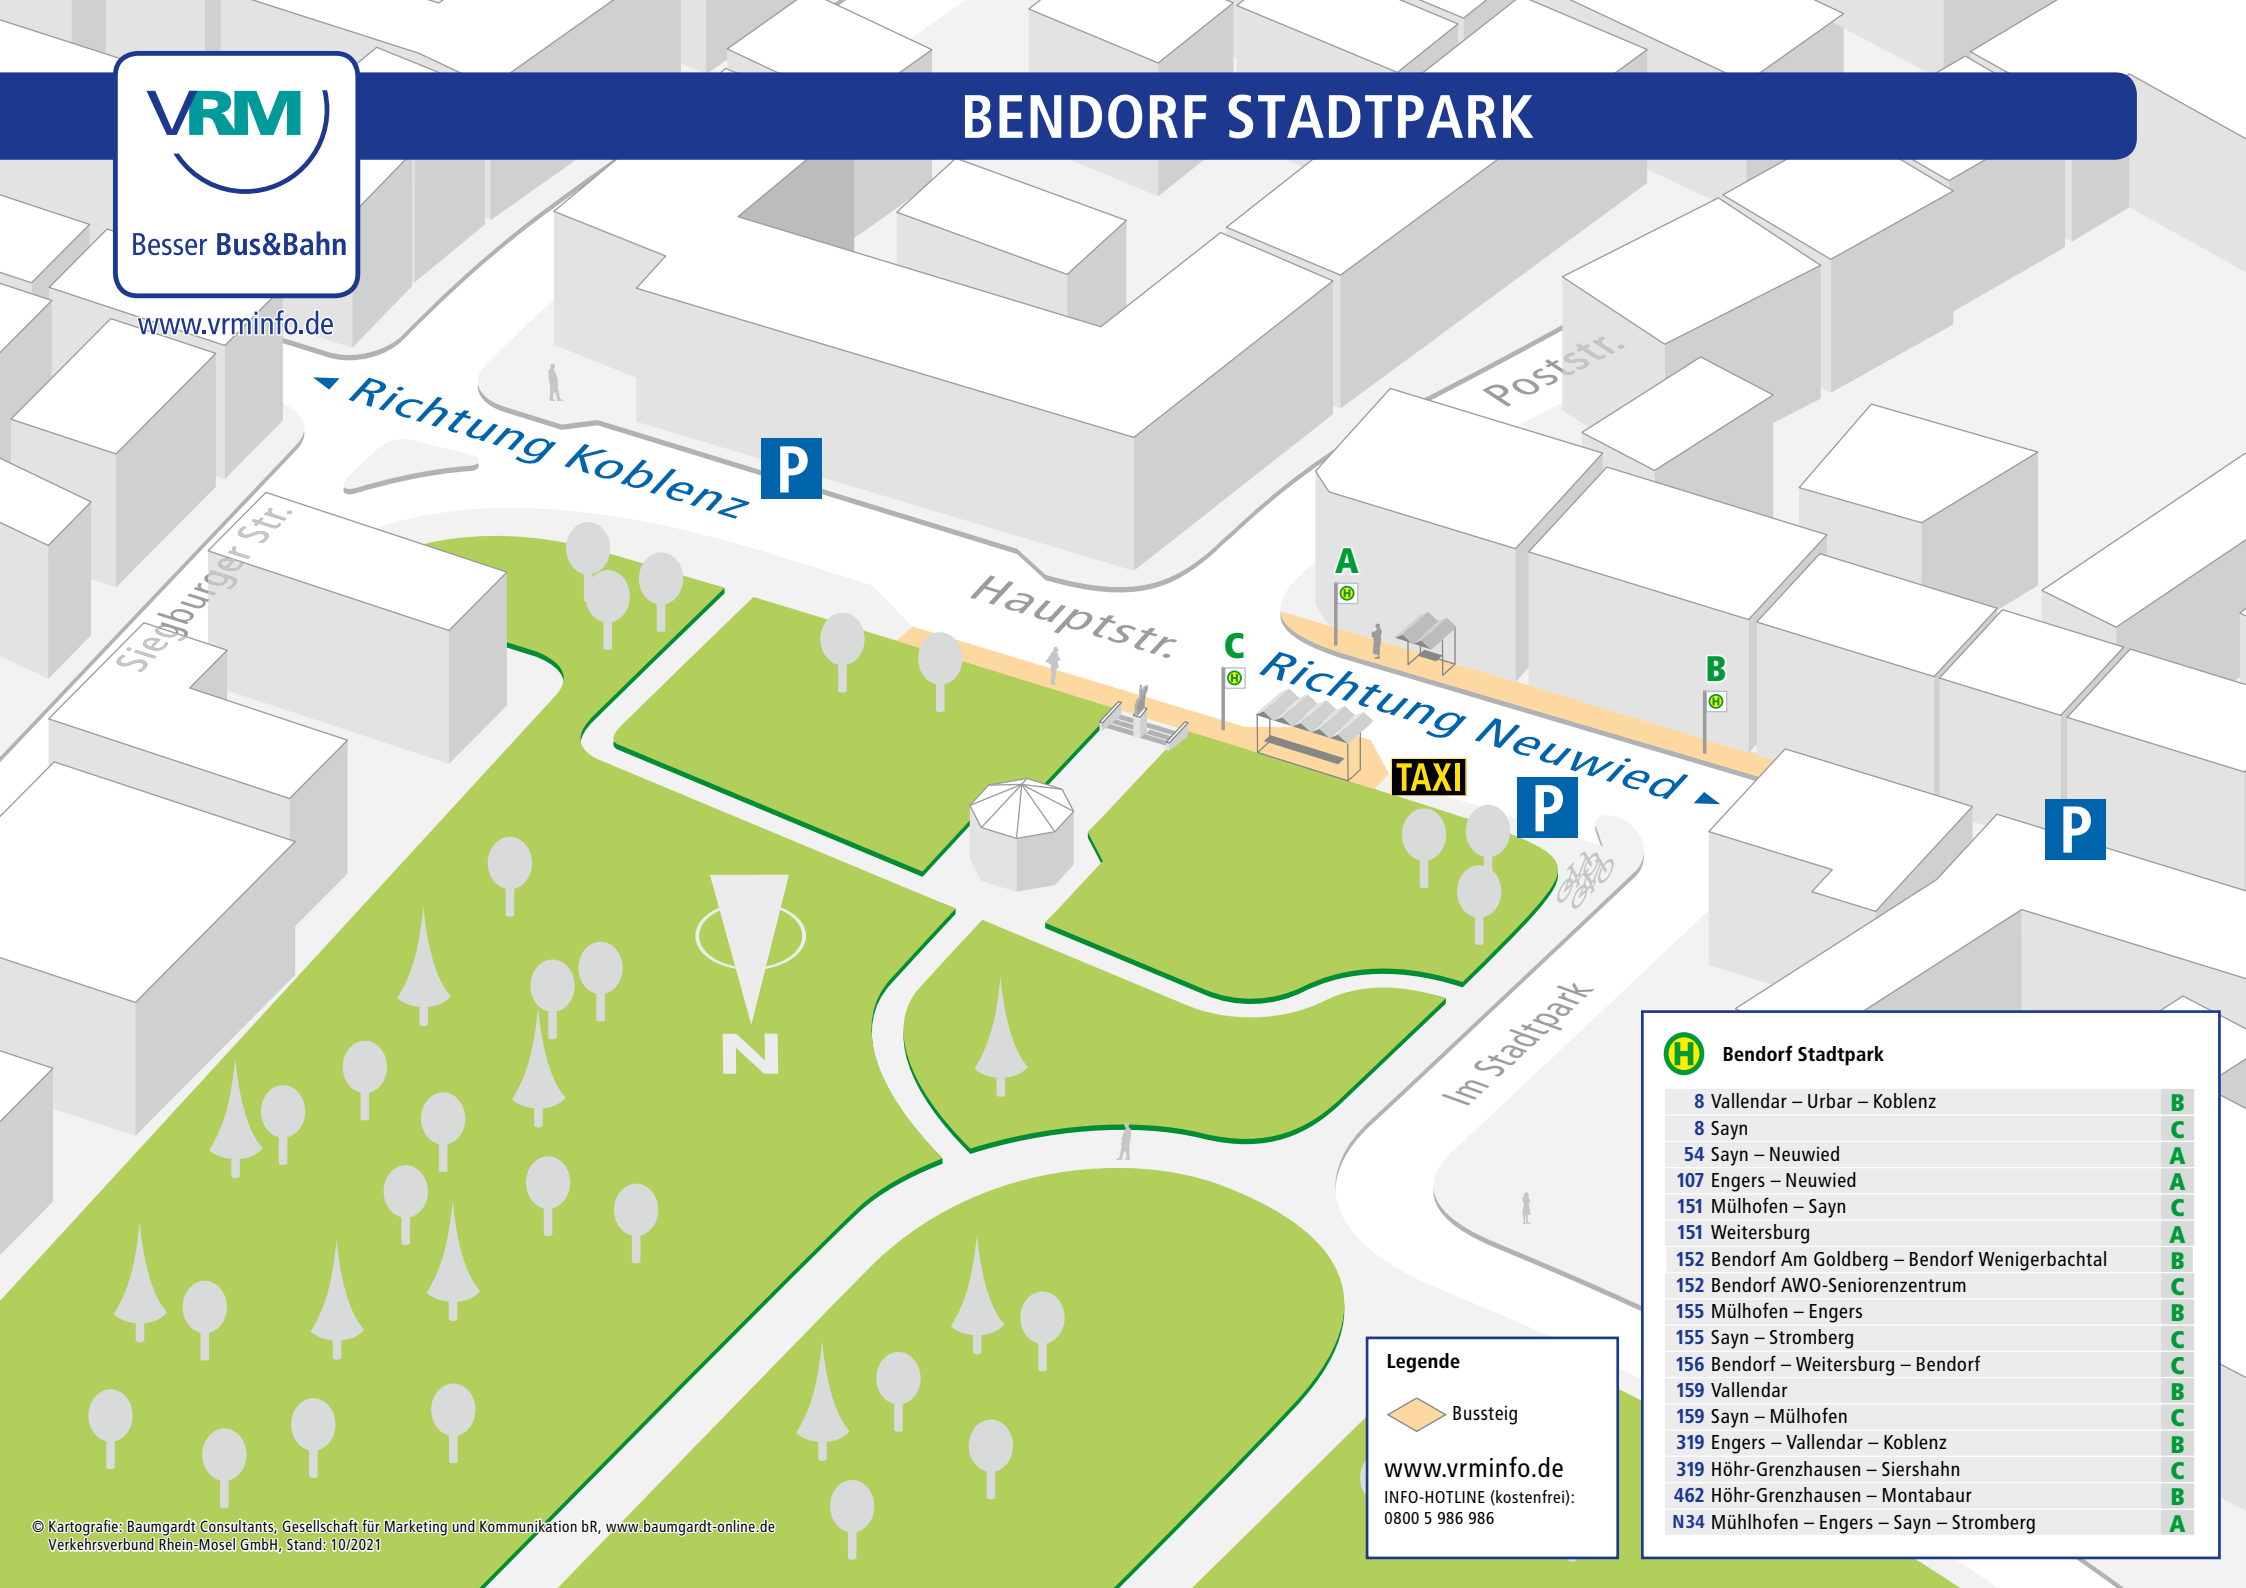 BENDORF STADTPARK
VRM
Besser Bus&Bahn
www.vrminfo.de
Richtung Koblenz
P
Poststr.
Siegburger Str.
Hauptstr.
A
H
C
H
B
H
Richtung Neuwied
TAXI
P
P
N
Im Stadtpark
H Bendorf Stadtpark
8 Vallendar – Urbar – Koblenz B
8 Sayn C
54 Sayn – Neuwied A
107 Engers – Neuwied A
151 Mülhofen – Sayn C
151 Weitersburg A
152 Bendorf Am Goldberg – Bendorf Wenigerbachtal B
152 Bendorf AWO-Seniorenzentrum C
155 Mülhofen – Engers B
155 Sayn – Stromberg C
156 Bendorf – Weitersburg – Bendorf C
159 Vallendar B
159 Sayn – Mülhofen C
319 Engers – Vallendar – Koblenz B
319 Höhr-Grenzhausen – Siershahn C
462 Höhr-Grenzhausen – Montabaur B
N34 Mühlhofen – Engers – Sayn – Stromberg A
Legende
Bussteig
www.vrminfo.de
INFO-HOTLINE (kostenfrei):
0800 5 986 986
© Kartografie: Baumgardt Consultants, Gesellschaft für Marketing und Kommunikation bR, www.baumgardt-online.de
Verkehrsverbund Rhein-Mosel GmbH, Stand: 10/2021